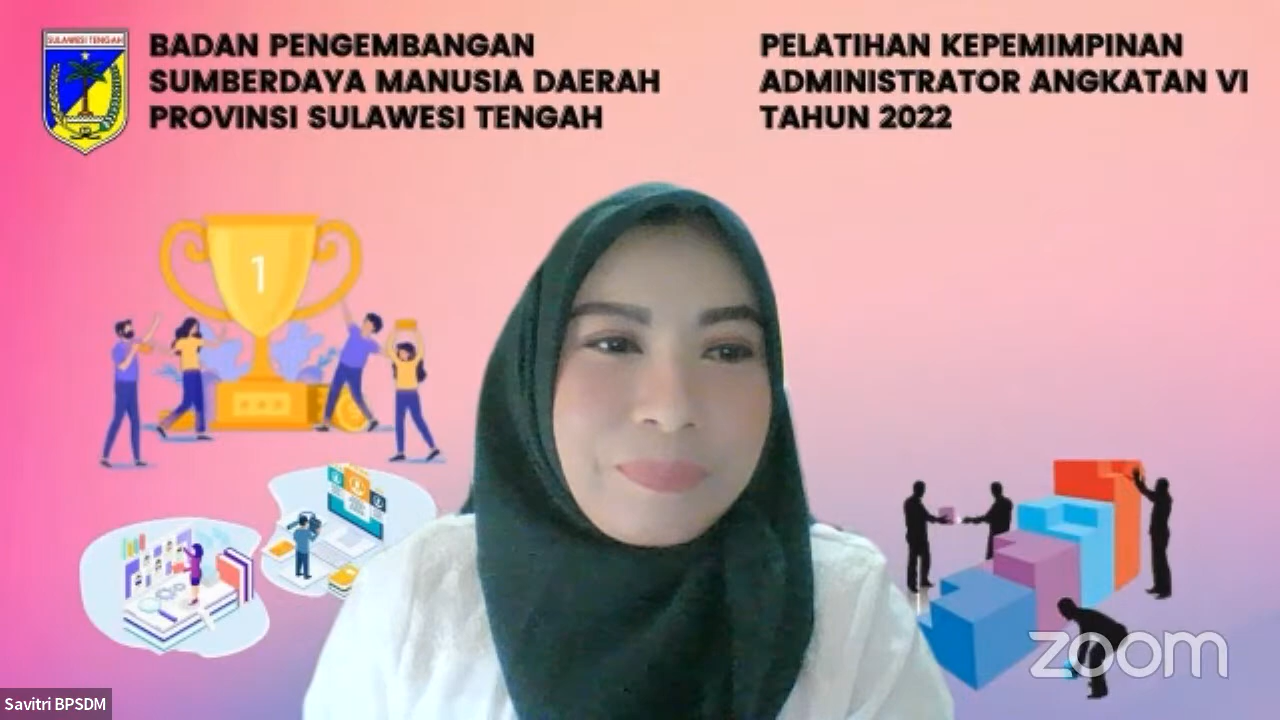 SULAWESI TENGAH
BADAN PENGEMBANGAN
SUMBERDAYA MANUSIA DAERAH
PROVINSI SULAWESI TENGAH
PELATIHAN KEPEMIMPINAN
ADMINISTRATOR ANGKATAN VI
TAHUN 2022
1
zoom
Savitri BPSDM